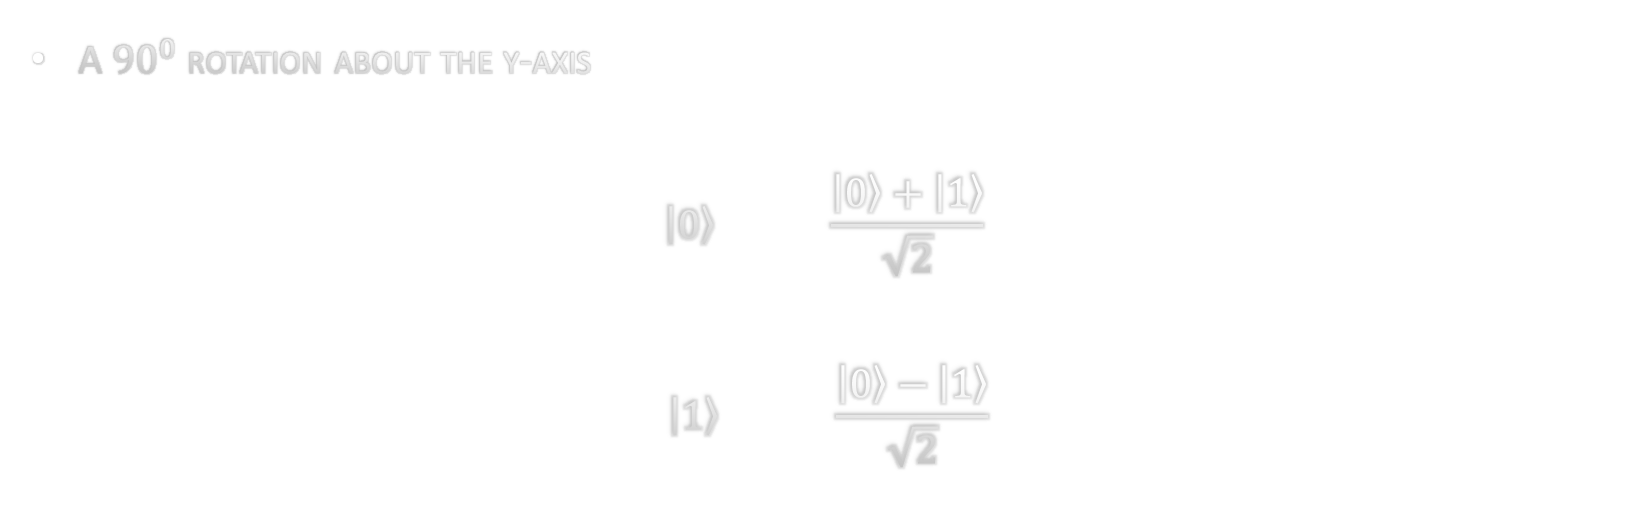 • A 90⁰ ROTATION ABOUT THE Y-AXIS
|0⟩ (|0⟩ + |1⟩)/√2
|1⟩ (|0⟩ − |1⟩)/√2